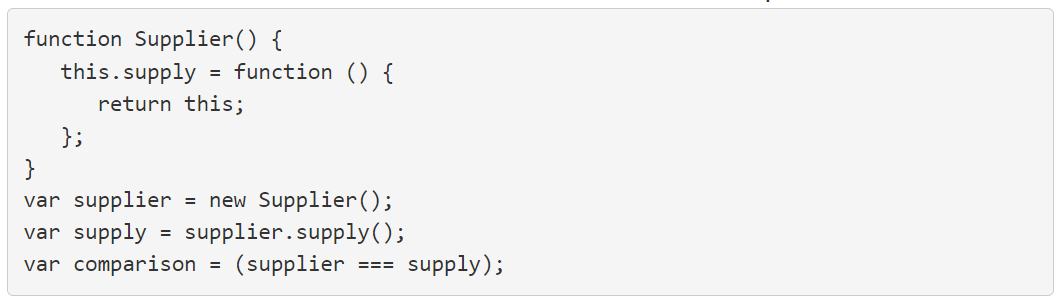 function Supplier() {
   this.supply = function () {
      return this;
   };
}
var supplier = new Supplier();
var supply = supplier.supply();
var comparison = (supplier === supply);